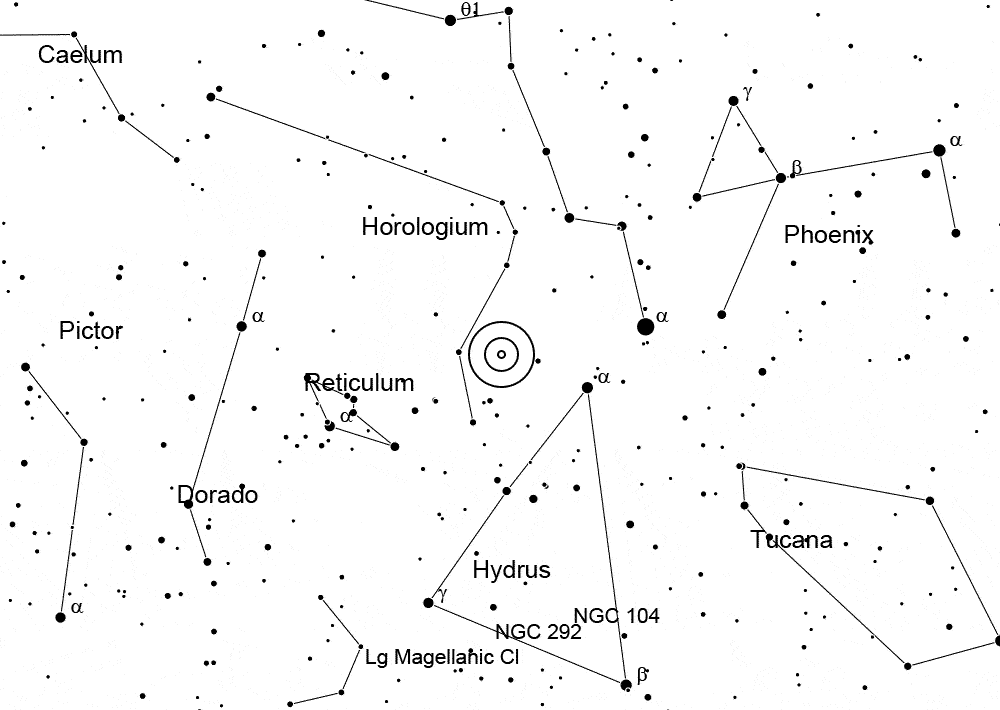 θ1
Caelum
γ
α
β
Horologium
Phoenix
α
α
Pictor
Reticulum
α
α
Dorado
Tucana
Hydrus
γ
α
NGC 104
NGC 292
Lg Magellanic Cl
β